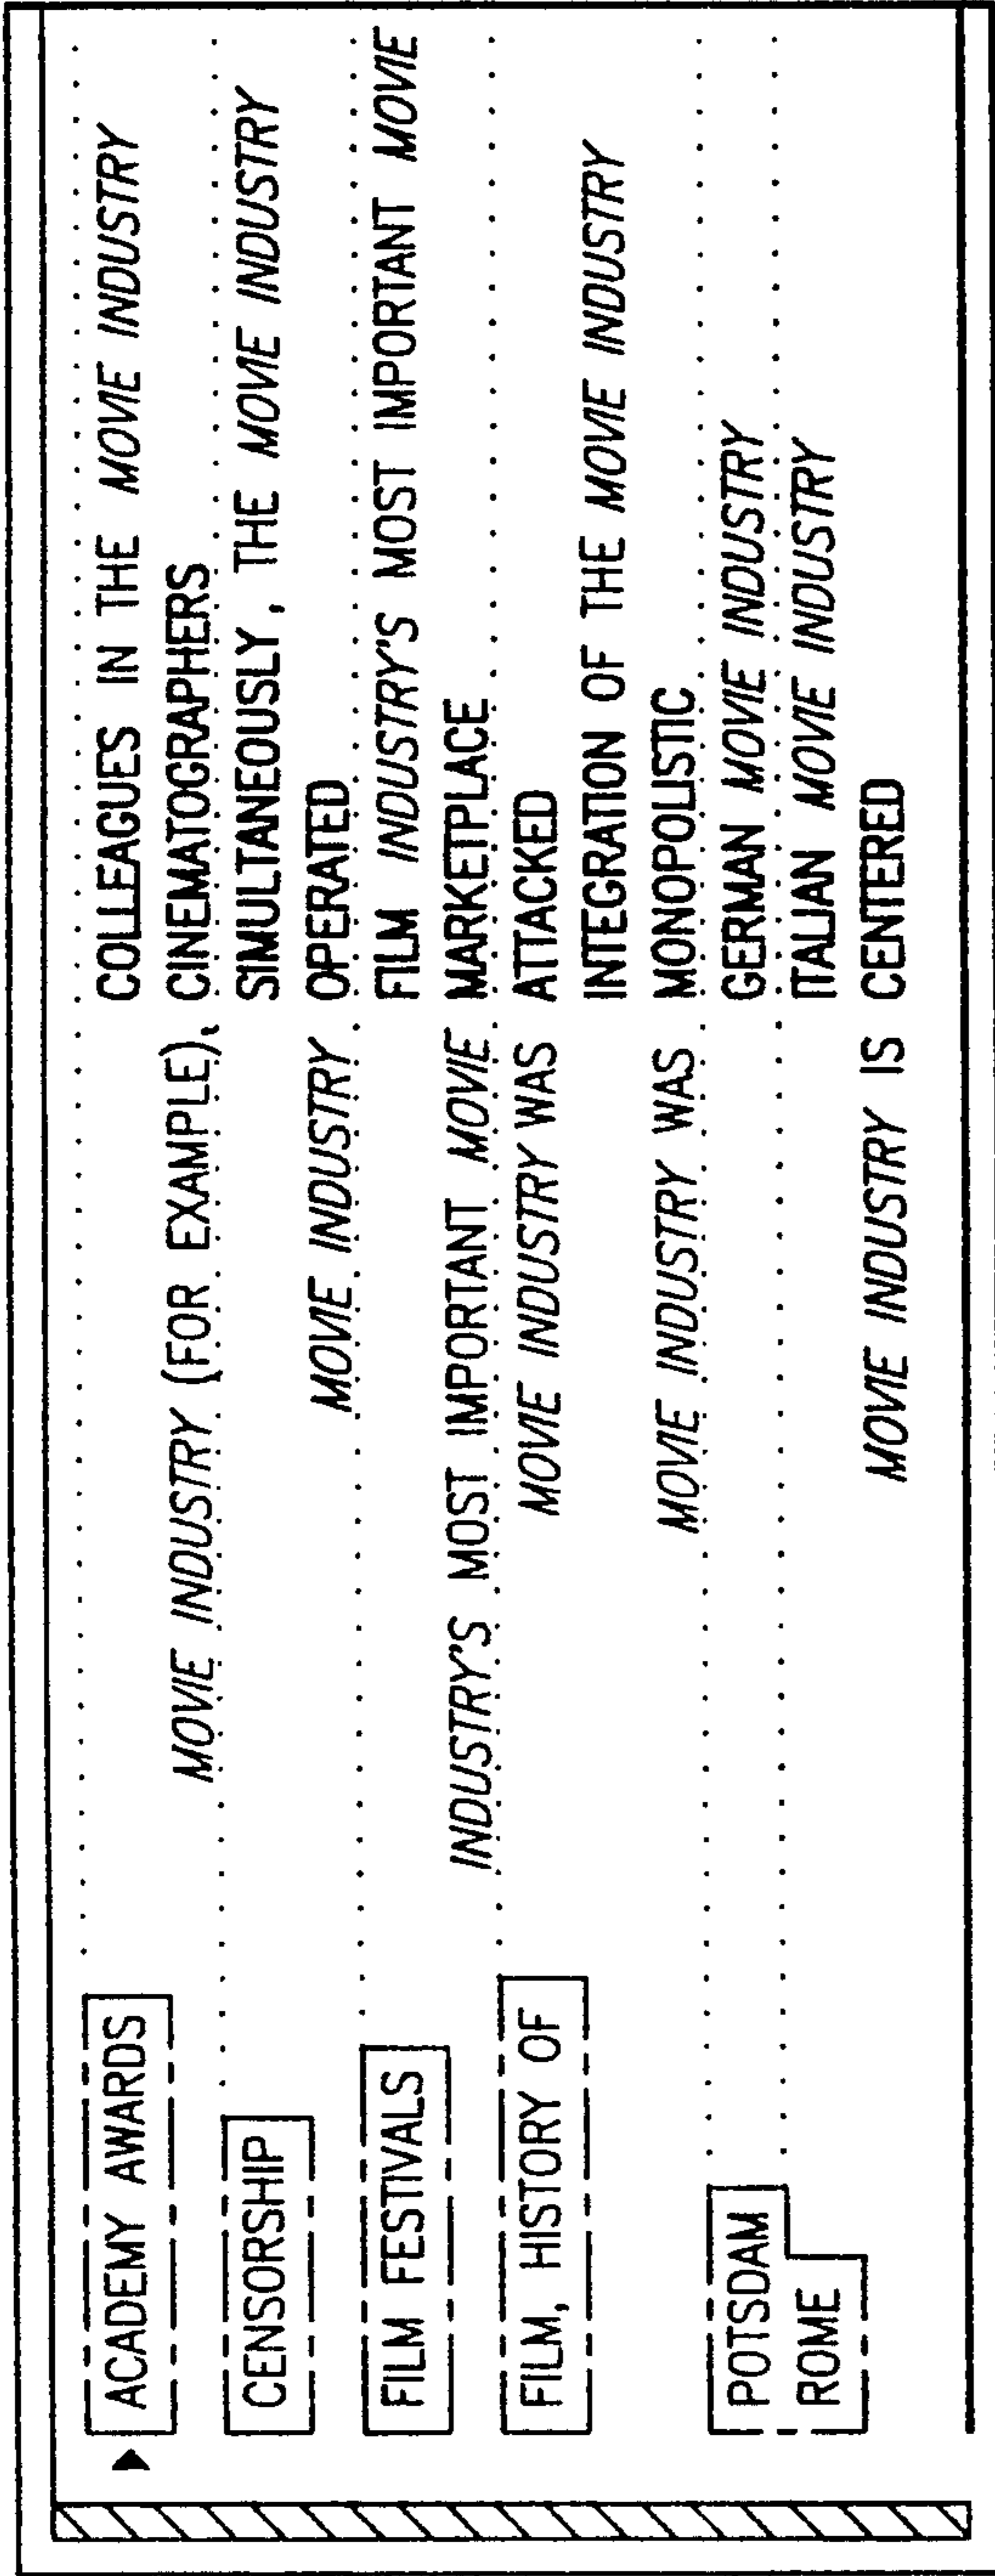 ACADEMY AWARDS COLLEAGUES IN THE MOVIE INDUSTRY
MOVIE INDUSTRY (FOR EXAMPLE), CINEMATOGRAPHERS
CENSORSHIP SIMULTANEOUSLY, THE MOVIE INDUSTRY
MOVIE INDUSTRY OPERATED
FILM FESTIVALS FILM INDUSTRY'S MOST IMPORTANT MOVIE
INDUSTRY'S MOST IMPORTANT MOVIE MARKETPLACE
FILM, HISTORY OF MOVIE INDUSTRY WAS ATTACKED
INTEGRATION OF THE MOVIE INDUSTRY
MOVIE INDUSTRY WAS MONOPOLISTIC
POTSDAM GERMAN MOVIE INDUSTRY
ROME ITALIAN MOVIE INDUSTRY
MOVIE INDUSTRY IS CENTERED